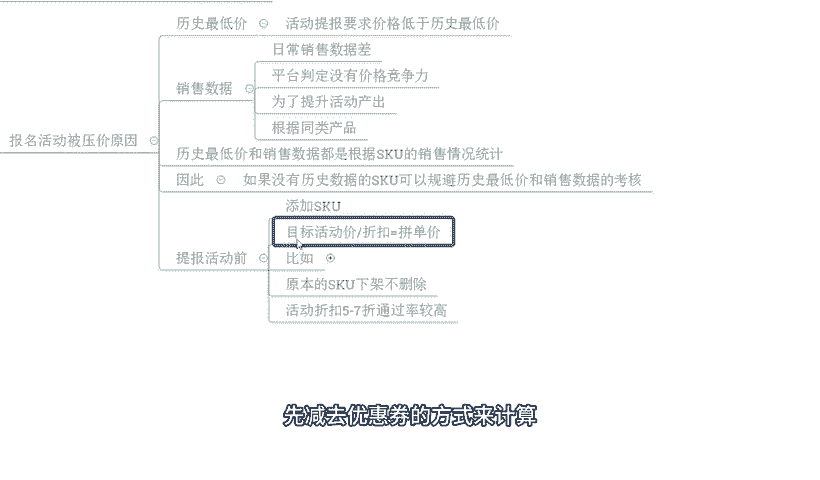 历史最低价
活动提报要求价格低于历史最低价
日常销售数据差
销售数据
平台判定没有价格竞争力
为了提升活动产出
根据同类产品
报名活动被压价原因
历史最低价和销售数据都是根据SKU的销售情况统计
因此
如果没有历史数据的SKU可以规避历史最低价和销售数据的考核
添加SKU
目标活动价/折扣=拼单价
提报活动前
比如
原本的SKU下架不删除
活动折扣5-7折通过率较高
先减去优惠券的方式来计算